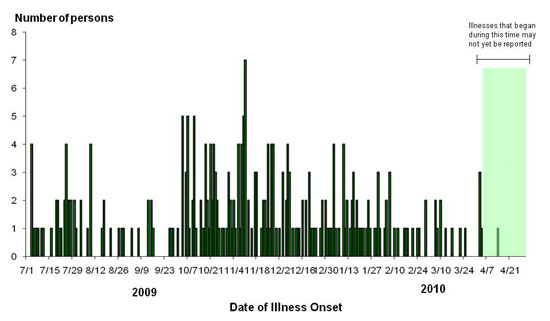 Number of persons
Illnesses that began
during this time may
not yet be reported
8
7
6
5
4
3
2
1
0
7/1 7/15 7/29 8/12 8/26 9/9 9/23 10/7 10/21 11/4 11/18 12/2 12/16 12/30 1/13 1/27 2/10 2/24 3/10 3/24 4/7 4/21
2009 2010
Date of Illness Onset